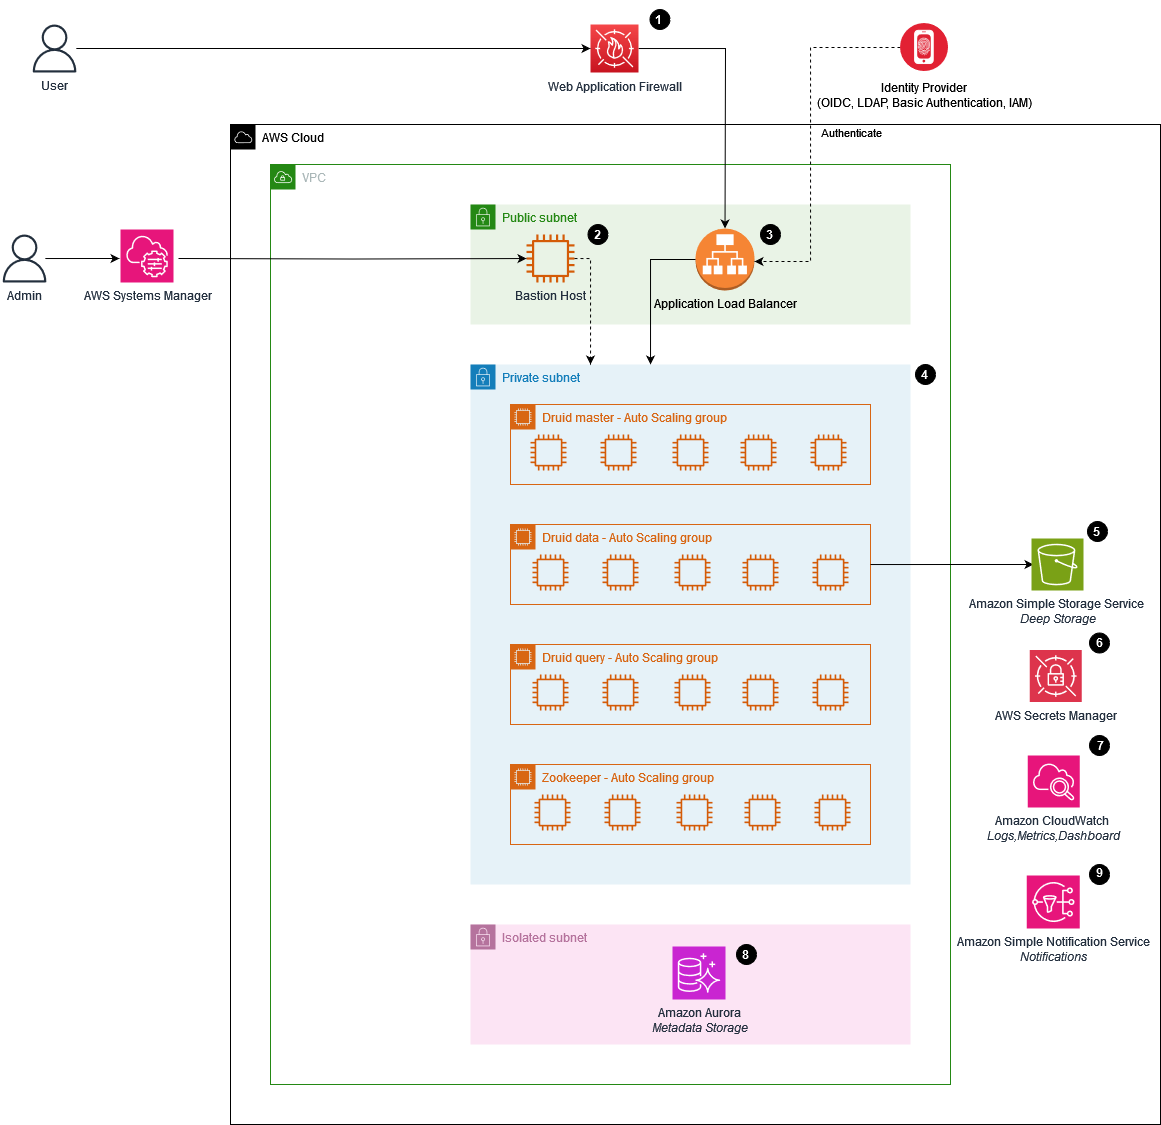 1
User
Web Application Firewall
Identity Provider
(OIDC, LDAP, Basic Authentication, IAM)
Authenticate
AWS Cloud
VPC
Public subnet
2
3
Admin
AWS Systems Manager
Bastion Host
Application Load Balancer
Private subnet
4
Druid master - Auto Scaling group
Druid data - Auto Scaling group
5
Amazon Simple Storage Service
Deep Storage
Druid query - Auto Scaling group
6
AWS Secrets Manager
Zookeeper - Auto Scaling group
7
Amazon CloudWatch
Logs,Metrics,Dashboard
9
Amazon Simple Notification Service
Notifications
Isolated subnet
8
Amazon Aurora
Metadata Storage